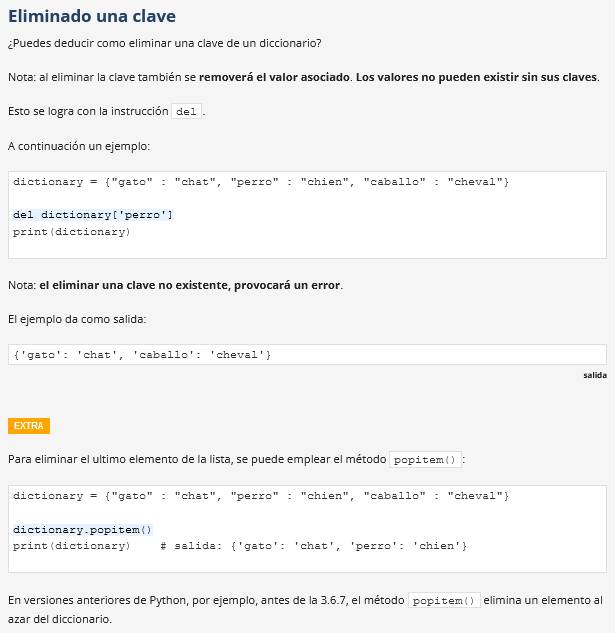 Eliminado una clave
¿Puedes deducir como eliminar una clave de un diccionario?
Nota: al eliminar la clave también se removerá el valor asociado. Los valores no pueden existir sin sus claves.
Esto se logra con la instrucción del.
A continuación un ejemplo:
dictionary = {"gato" : "chat", "perro" : "chien", "caballo" : "cheval"}
del dictionary['perro']
print(dictionary)
Nota: el eliminar una clave no existente, provocará un error.
El ejemplo da como salida:
{'gato': 'chat', 'caballo': 'cheval'}
salida
EXTRA
Para eliminar el ultimo elemento de la lista, se puede emplear el método popitem():
dictionary = {"gato" : "chat", "perro" : "chien", "caballo" : "cheval"}
dictionary.popitem()
print(dictionary)    # salida: {'gato': 'chat', 'perro': 'chien'}
En versiones anteriores de Python, por ejemplo, antes de la 3.6.7, el método popitem() elimina un elemento al
azar del diccionario.